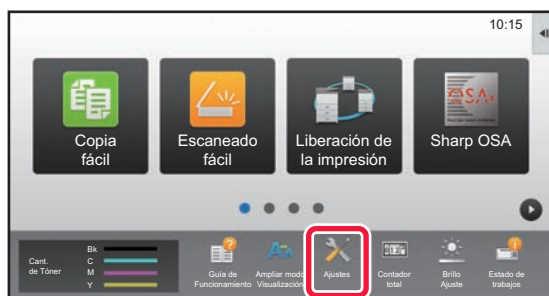 10:15
Copia
fácil
Escaneado
fácil
Liberación de
la impresión
OSA
Sharp OSA
Cant.
de Tóner
Bk
C
M
Y
Guía de
Funcionamiento
Ampliar modo
Visualización
Ajustes
Contador
total
Brillo
Ajuste
Estado de
trabajos